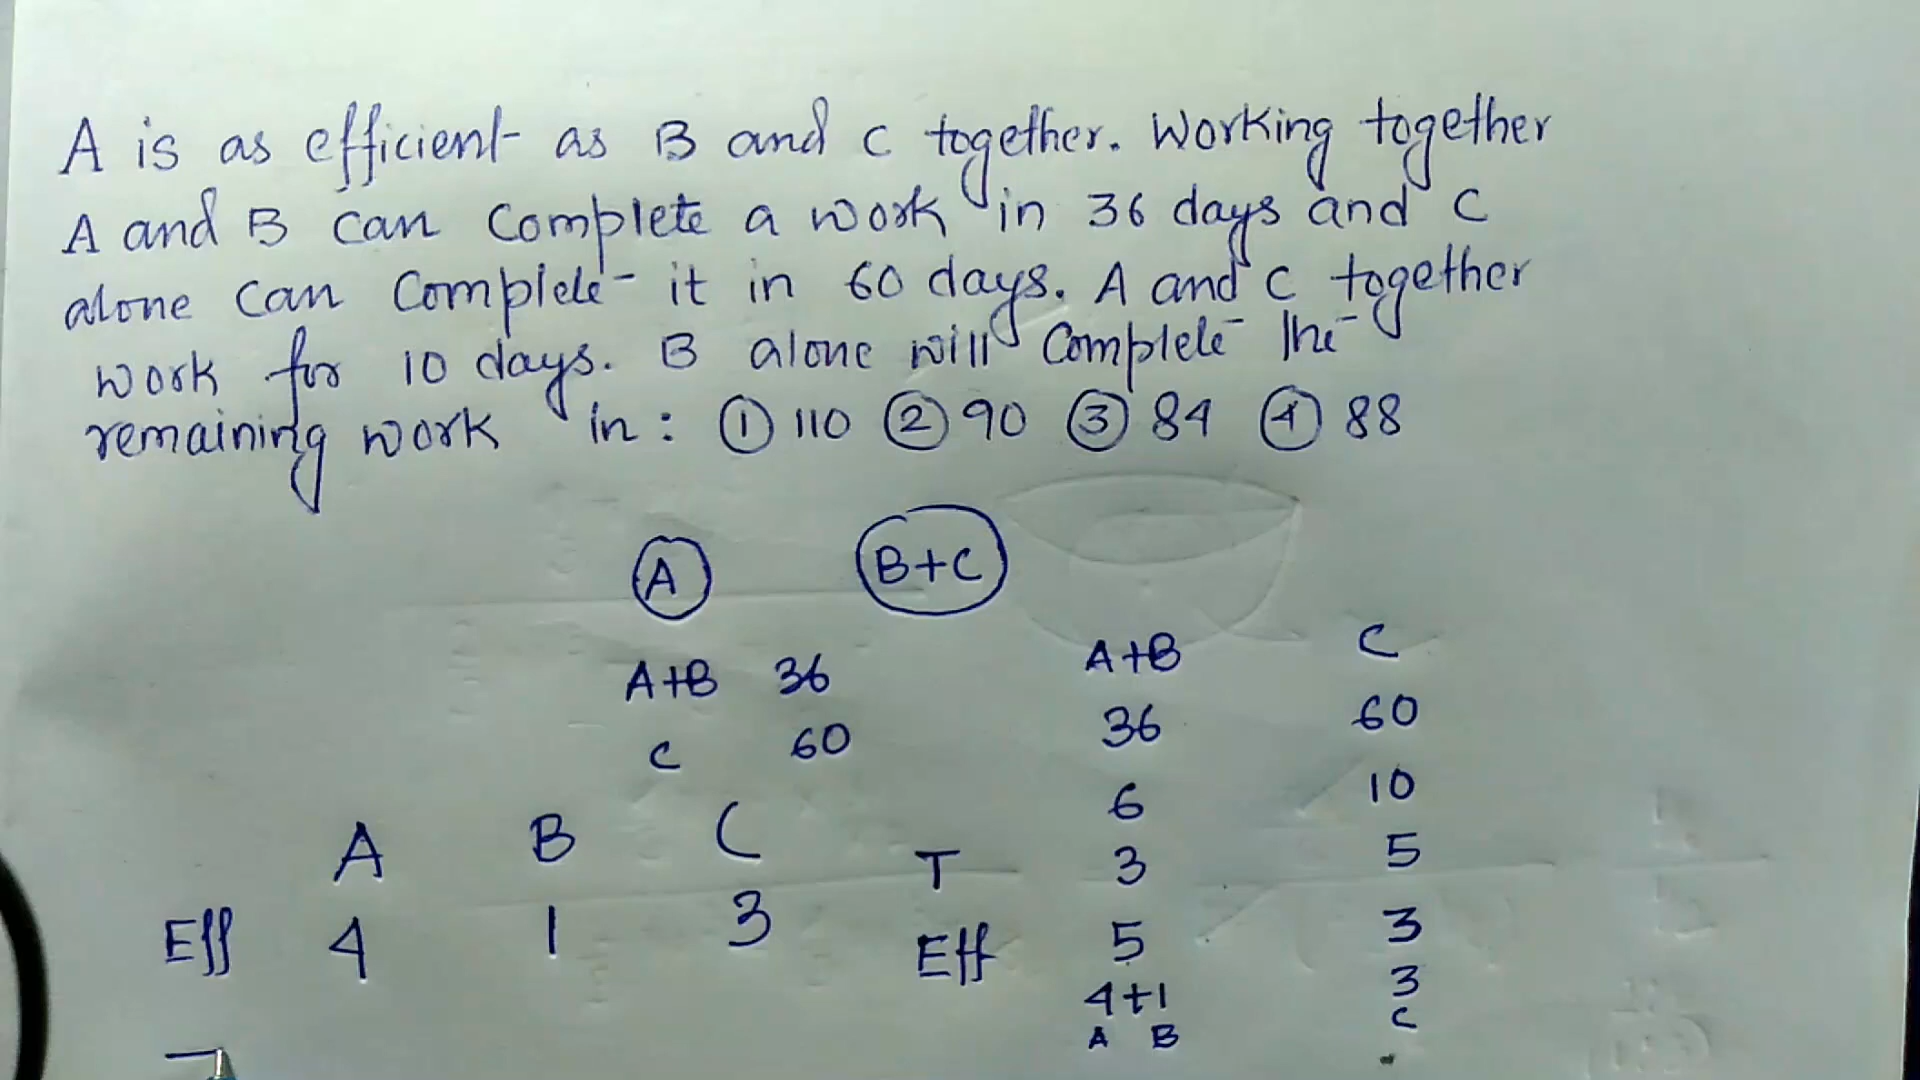 A is as efficient as B and C together. Working together
A and B can complete a work in 36 days and C
alone can complete it in 60 days. A and C together
work for 10 days. B alone will complete the
remaining work in: ① 110 ② 90 ③ 84 ④ 88
A B+C
A+B 36
C 60
A+B C
36 60
6 10
T 3 5
Eff 5 3
4+1 3
A B C
A B C
Eff 4 1 3